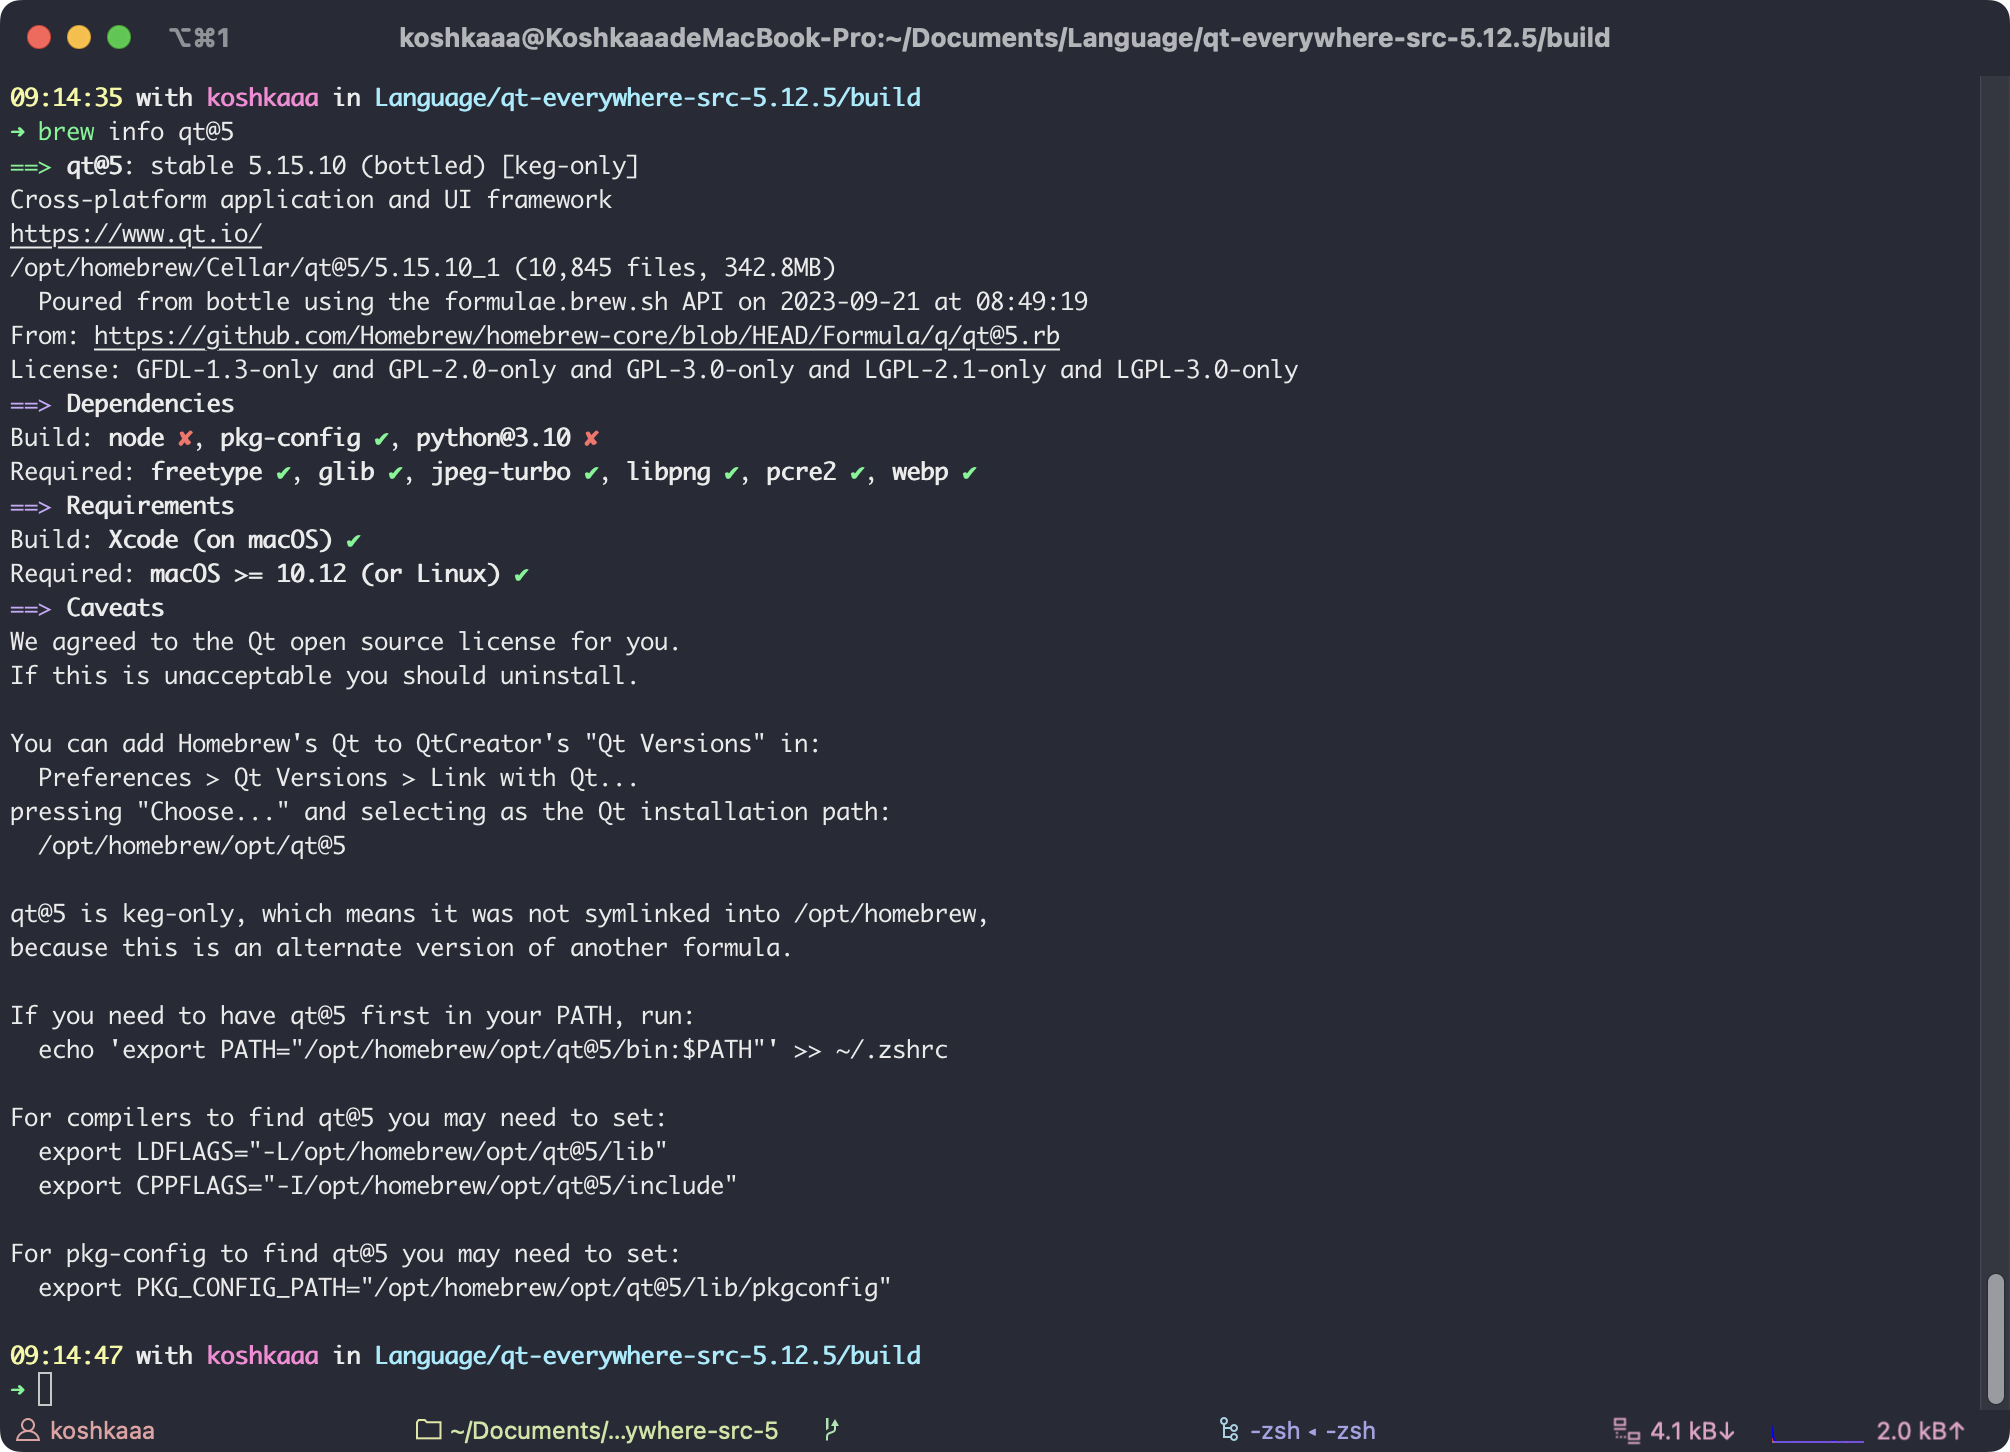 ⌥⌘1
koshkaaa@KoshkaaadeMacBook-Pro:~/Documents/Language/qt-everywhere-src-5.12.5/build
09:14:35 with koshkaaa in Language/qt-everywhere-src-5.12.5/build
➜ brew info qt@5
==> qt@5: stable 5.15.10 (bottled) [keg-only]
Cross-platform application and UI framework
https://www.qt.io/
/opt/homebrew/Cellar/qt@5/5.15.10_1 (10,845 files, 342.8MB)
  Poured from bottle using the formulae.brew.sh API on 2023-09-21 at 08:49:19
From: https://github.com/Homebrew/homebrew-core/blob/HEAD/Formula/q/qt@5.rb
License: GFDL-1.3-only and GPL-2.0-only and GPL-3.0-only and LGPL-2.1-only and LGPL-3.0-only
==> Dependencies
Build: node ✘, pkg-config ✔, python@3.10 ✘
Required: freetype ✔, glib ✔, jpeg-turbo ✔, libpng ✔, pcre2 ✔, webp ✔
==> Requirements
Build: Xcode (on macOS) ✔
Required: macOS >= 10.12 (or Linux) ✔
==> Caveats
We agreed to the Qt open source license for you.
If this is unacceptable you should uninstall.
You can add Homebrew's Qt to QtCreator's "Qt Versions" in:
  Preferences > Qt Versions > Link with Qt...
pressing "Choose..." and selecting as the Qt installation path:
  /opt/homebrew/opt/qt@5
qt@5 is keg-only, which means it was not symlinked into /opt/homebrew,
because this is an alternate version of another formula.
If you need to have qt@5 first in your PATH, run:
  echo 'export PATH="/opt/homebrew/opt/qt@5/bin:$PATH"' >> ~/.zshrc
For compilers to find qt@5 you may need to set:
  export LDFLAGS="-L/opt/homebrew/opt/qt@5/lib"
  export CPPFLAGS="-I/opt/homebrew/opt/qt@5/include"
For pkg-config to find qt@5 you may need to set:
  export PKG_CONFIG_PATH="/opt/homebrew/opt/qt@5/lib/pkgconfig"
09:14:47 with koshkaaa in Language/qt-everywhere-src-5.12.5/build
➜
koshkaaa
~/Documents/...ywhere-src-5
-zsh ◂ -zsh
4.1 kB↓
2.0 kB↑